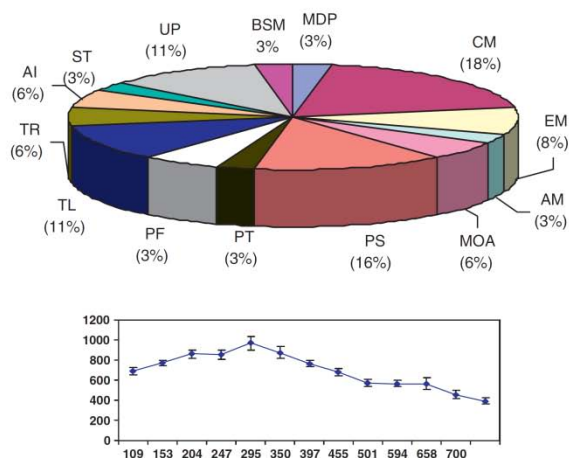 BSM
3%
MDP
(3%)
UP
(11%)
CM
(18%)
ST
(3%)
AI
(6%)
EM
(8%)
TR
(6%)
AM
(3%)
TL
(11%)
PF
(3%)
PT
(3%)
PS
(16%)
MOA
(6%)
1200
1000
800
600
400
200
0
109 153 204 247 295 350 397 455 501 594 658 700